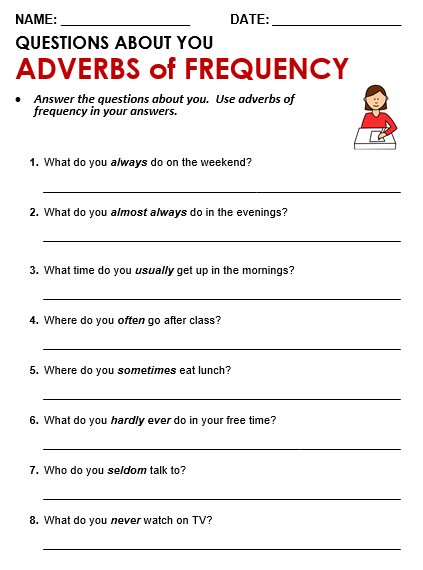 NAME: ____________________ DATE: ____________________
QUESTIONS ABOUT YOU
ADVERBS of FREQUENCY
• Answer the questions about you. Use adverbs of
frequency in your answers.
1. What do you always do on the weekend?
2. What do you almost always do in the evenings?
3. What time do you usually get up in the mornings?
4. Where do you often go after class?
5. Where do you sometimes eat lunch?
6. What do you hardly ever do in your free time?
7. Who do you seldom talk to?
8. What do you never watch on TV?